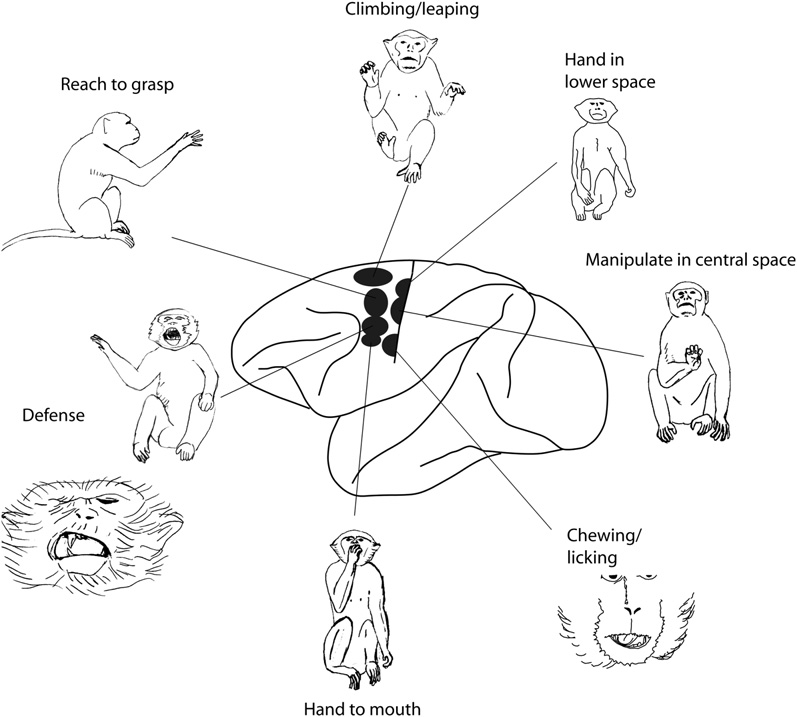 Climbing/leaping
Hand in
lower space
Reach to grasp
Manipulate in central space
Defense
Chewing/
licking
Hand to mouth